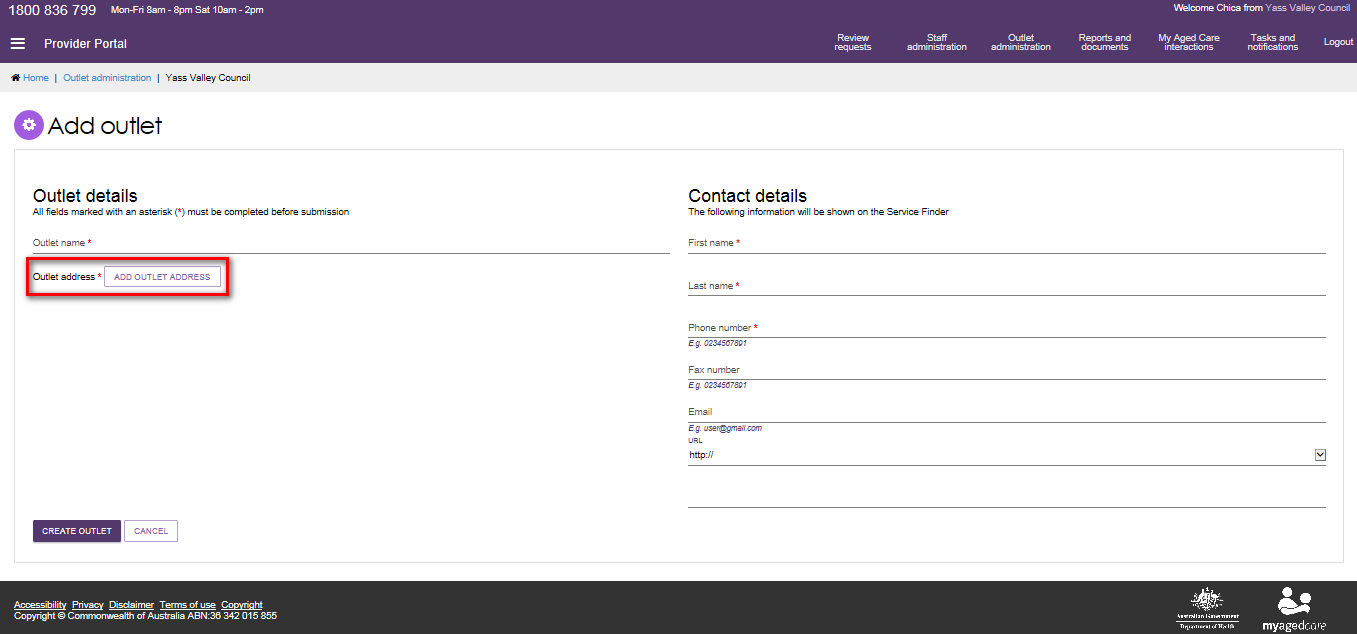 1800 836 799 Mon-Fri 8am - 8pm Sat 10am - 2pm
Welcome Chica from Yass Valley Council
Provider Portal
Review requests
Staff administration
Outlet administration
Reports and documents
My Aged Care interactions
Tasks and notifications
Logout
Home | Outlet administration | Yass Valley Council
Add outlet
Outlet details
All fields marked with an asterisk (*) must be completed before submission
Outlet name *
Outlet address * ADD OUTLET ADDRESS
Contact details
The following information will be shown on the Service Finder
First name *
Last name *
Phone number *
E.g. 0234567891
Fax number
E.g. 0234567891
Email
E.g. user@gmail.com
URL
http://
CREATE OUTLET CANCEL
Accessibility Privacy Disclaimer Terms of use Copyright
Copyright © Commonwealth of Australia ABN:36 342 015 855
Australian Government
Department of Health
myagedcare